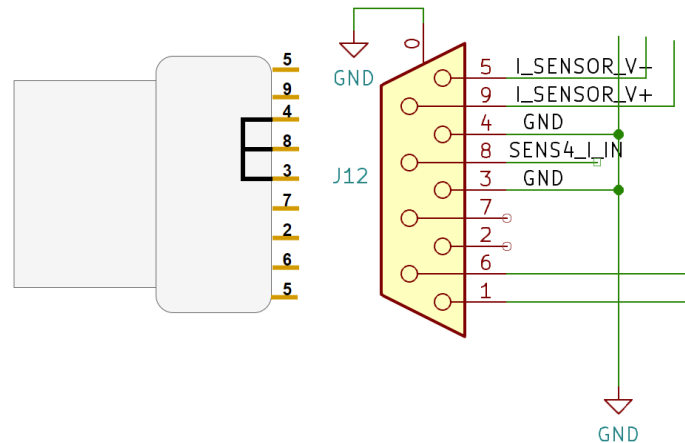 5
9
4
8
3
7
2
6
5
0
GND
J12
5 I_SENSOR_V-
9 I_SENSOR_V+
4 GND
8 SENS4_I_IN
3 GND
7
2
6
1
GND